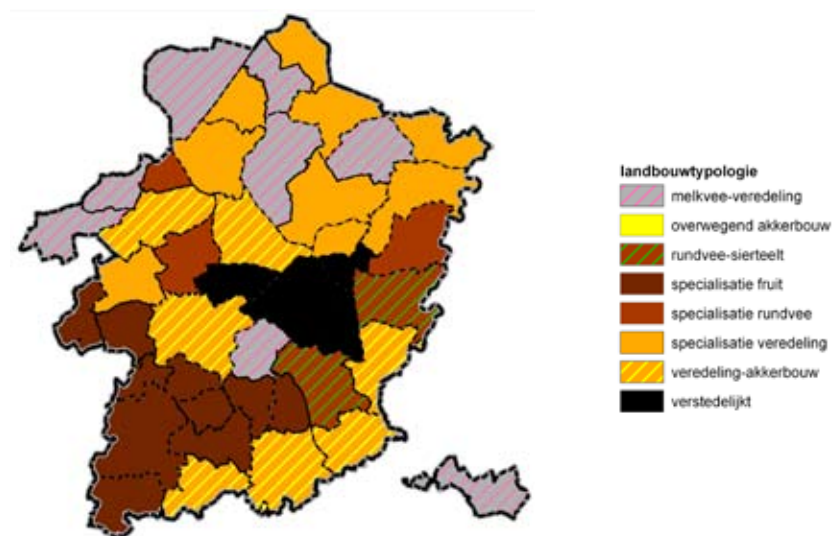 landbouwtypologie
melkvee-veredeling
overwegend akkerbouw
rundvee-sierteelt
specialisatie fruit
specialisatie rundvee
specialisatie veredeling
veredeling-akkerbouw
verstedelijkt